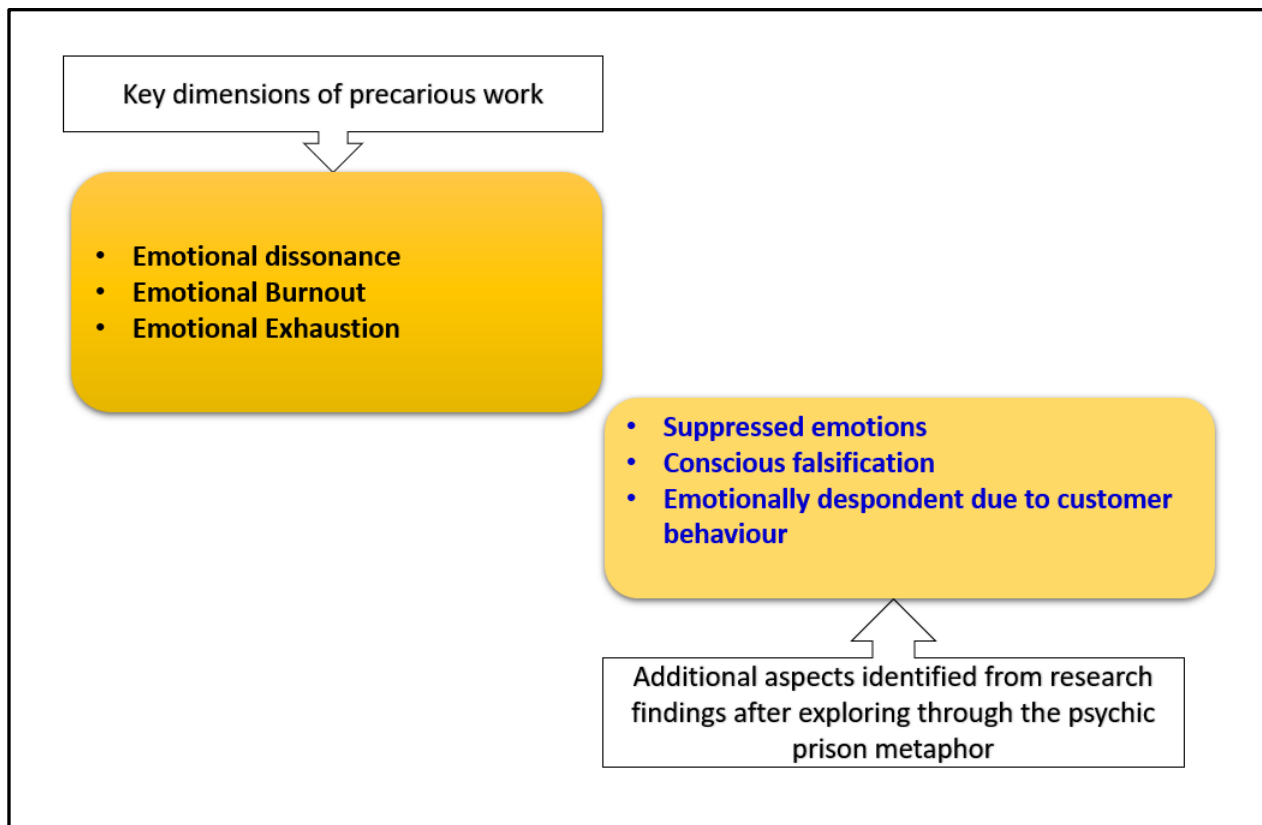 Key dimensions of precarious work
• Emotional dissonance
• Emotional Burnout
• Emotional Exhaustion
• Suppressed emotions
• Conscious falsification
• Emotionally despondent due to customer
behaviour
Additional aspects identified from research
findings after exploring through the psychic
prison metaphor